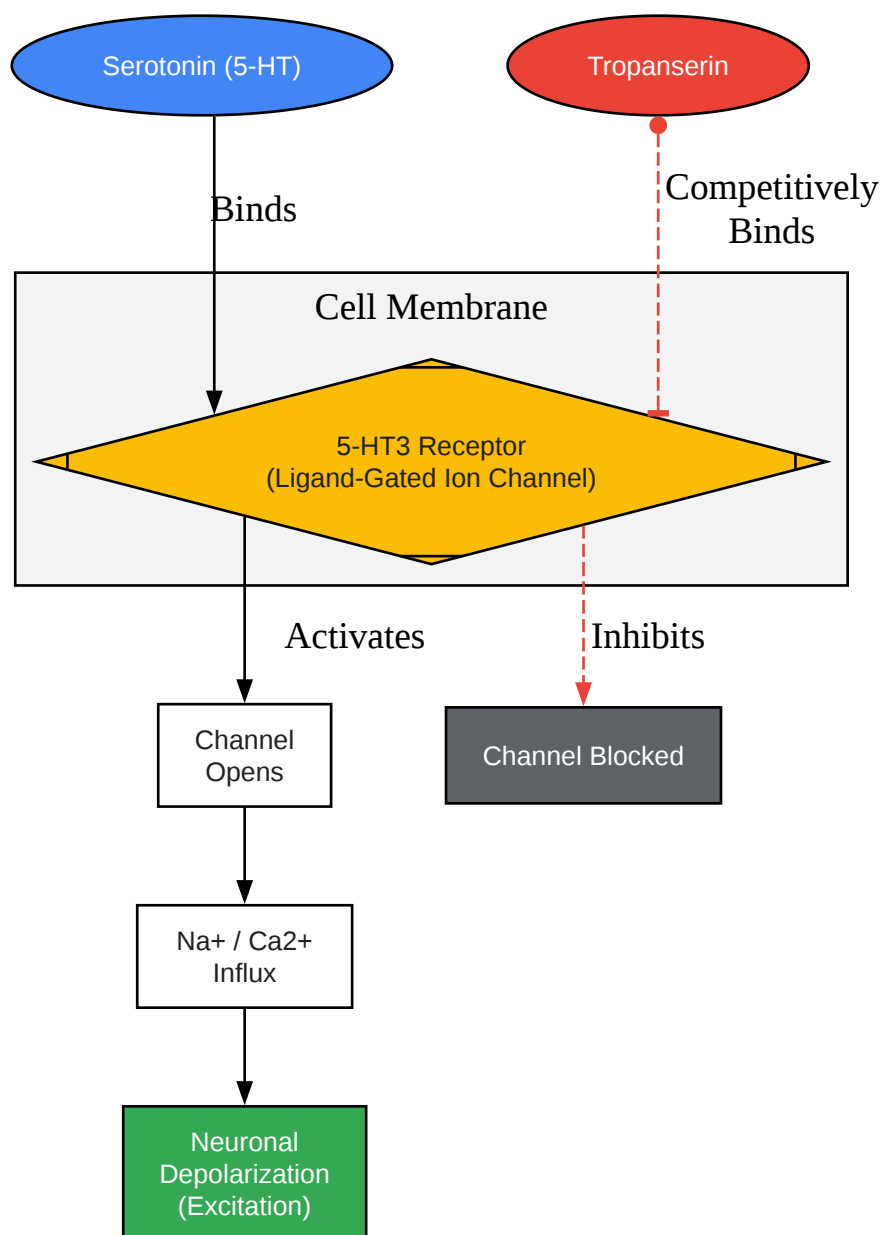 Serotonin (5-HT)
Tropanserin
Binds
Competitively
Binds
Cell Membrane
5-HT3 Receptor
(Ligand-Gated Ion Channel)
Activates
Inhibits
Channel
Opens
Channel Blocked
Na+ / Ca2+
Influx
Neuronal
Depolarization
(Excitation)